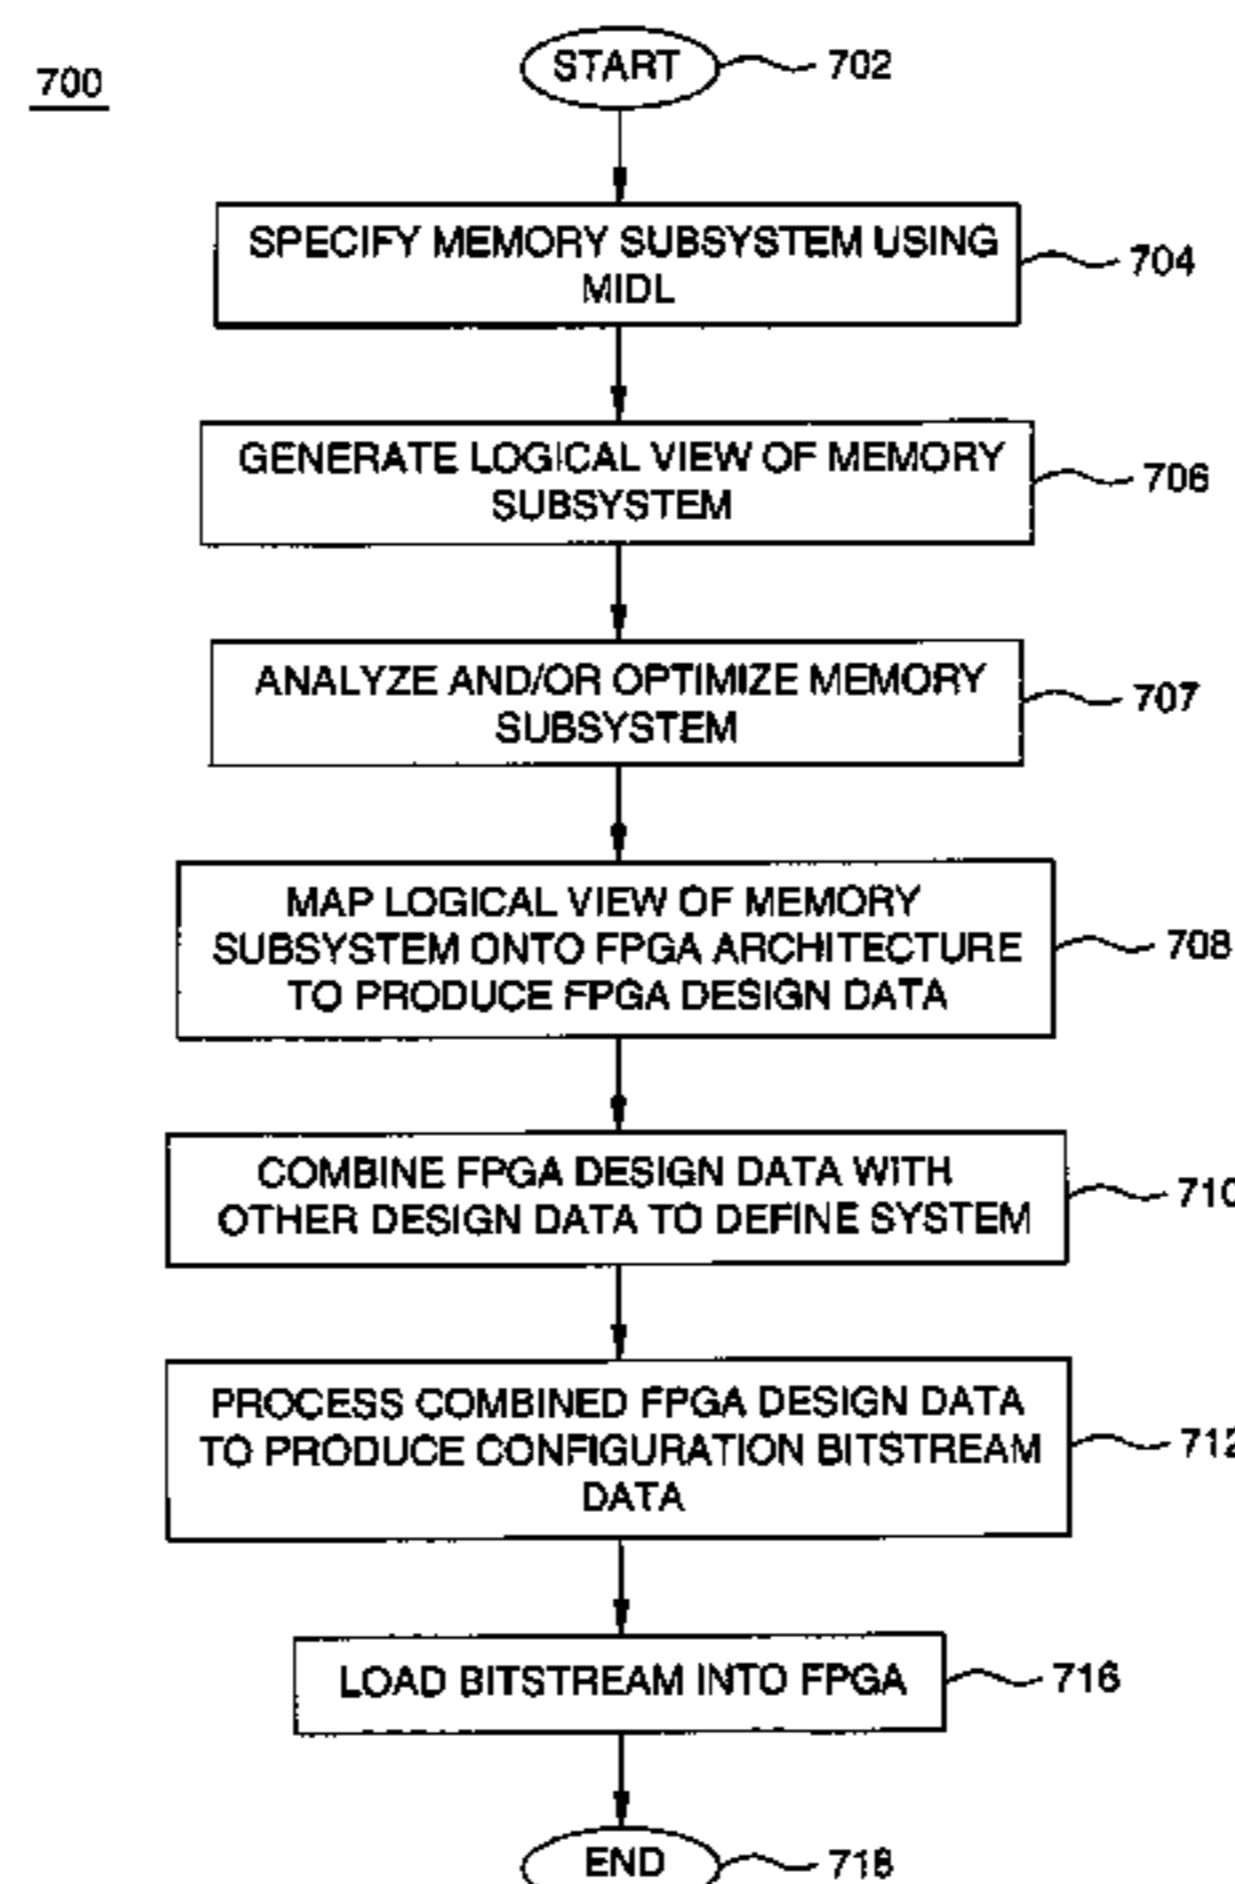 700
START
702
SPECIFY MEMORY SUBSYSTEM USING
MIDL
704
GENERATE LOGICAL VIEW OF MEMORY
SUBSYSTEM
706
ANALYZE AND/OR OPTIMIZE MEMORY
SUBSYSTEM
707
MAP LOGICAL VIEW OF MEMORY
SUBSYSTEM ONTO FPGA ARCHITECTURE
TO PRODUCE FPGA DESIGN DATA
708
COMBINE FPGA DESIGN DATA WITH
OTHER DESIGN DATA TO DEFINE SYSTEM
710
PROCESS COMBINED FPGA DESIGN DATA
TO PRODUCE CONFIGURATION BITSTREAM
DATA
712
LOAD BITSTREAM INTO FPGA
716
END
718